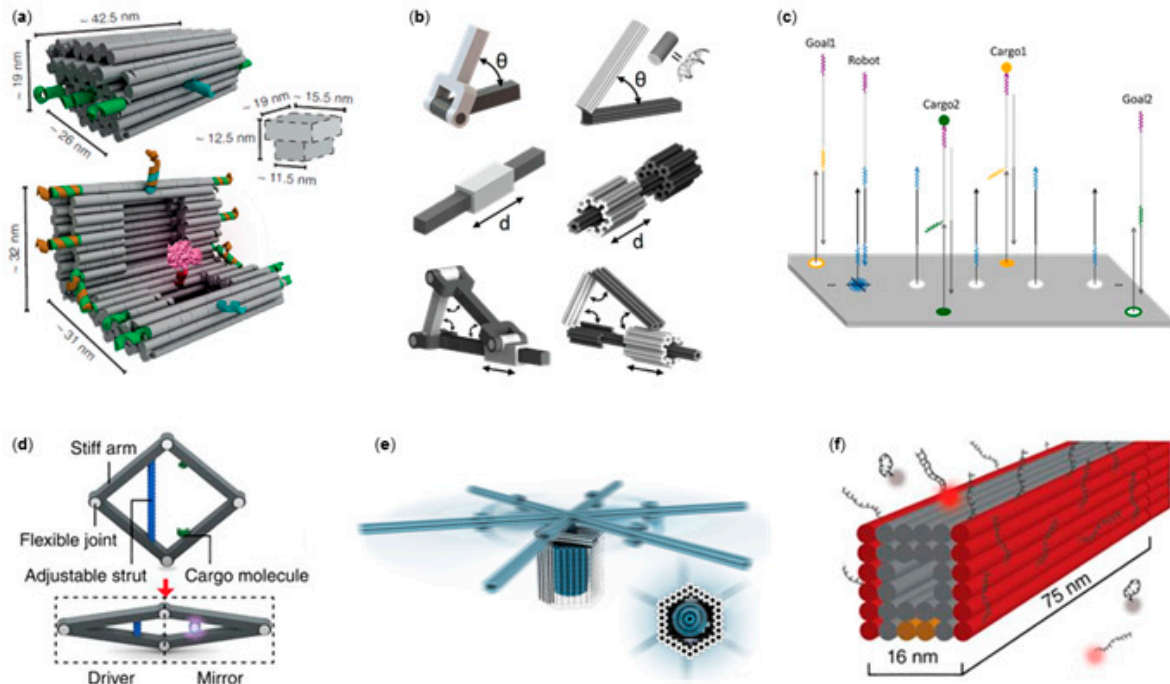 (a)
~ 42.5 nm
~ 19 nm
~ 26 nm
~ 19 nm
~ 15.5 nm
~ 12.5 nm
~ 11.5 nm
~ 32 nm
~ 31 nm
(b)
θ
θ
=
d
d
(c)
Goal1
Robot
Cargo1
Cargo2
Goal2
(d)
Stiff arm
Flexible joint
Adjustable strut
Cargo molecule
Driver
Mirror
(e)
(f)
75 nm
16 nm